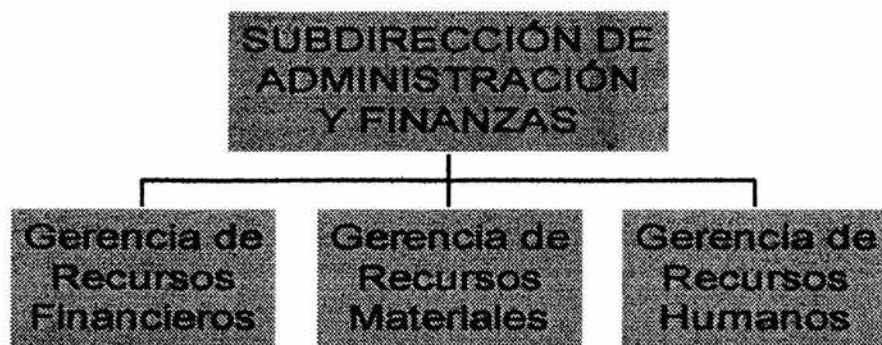 SUBDIRECCIÓN DE
ADMINISTRACIÓN
Y FINANZAS
Gerencia de
Recursos
Financieros
Gerencia de
Recursos
Materiales
Gerencia de
Recursos
Humanos